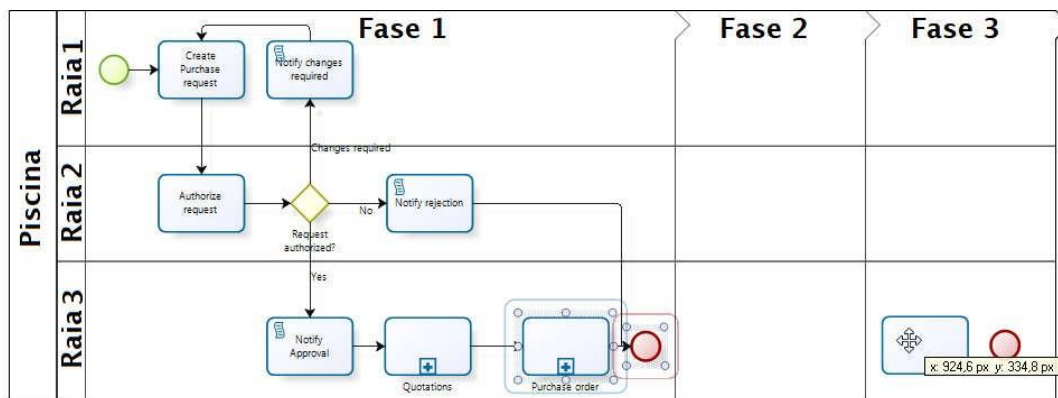 Piscina
Fase 1
Fase 2
Fase 3
Raia 1
Create
Purchase
request
Notify changes
required
Changes required
Raia 2
Authorize
request
Request
authorized?
No
Notify rejection
Yes
Raia 3
Notify
Approval
Quotations
Purchase order
x: 924,6 px y: 334,8 px